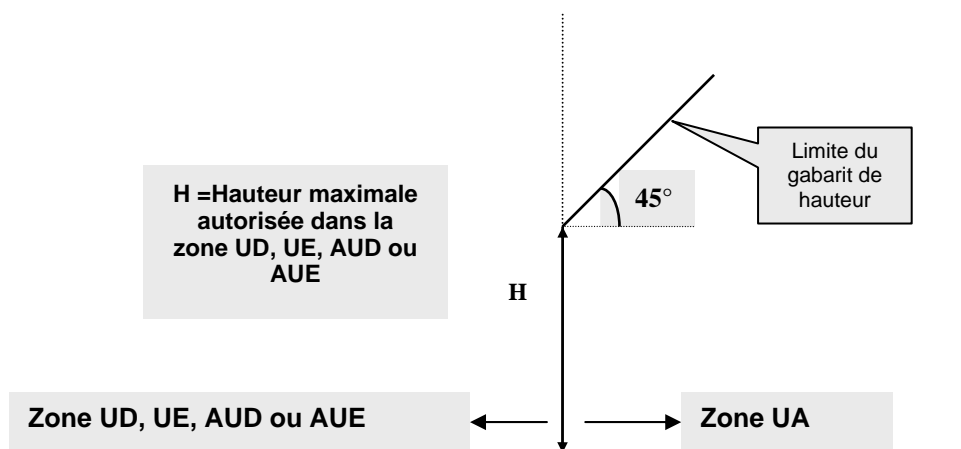 Limite du
gabarit de
hauteur
H =Hauteur maximale
autorisée dans la
zone UD, UE, AUD ou
AUE
45°
H
Zone UD, UE, AUD ou AUE
Zone UA